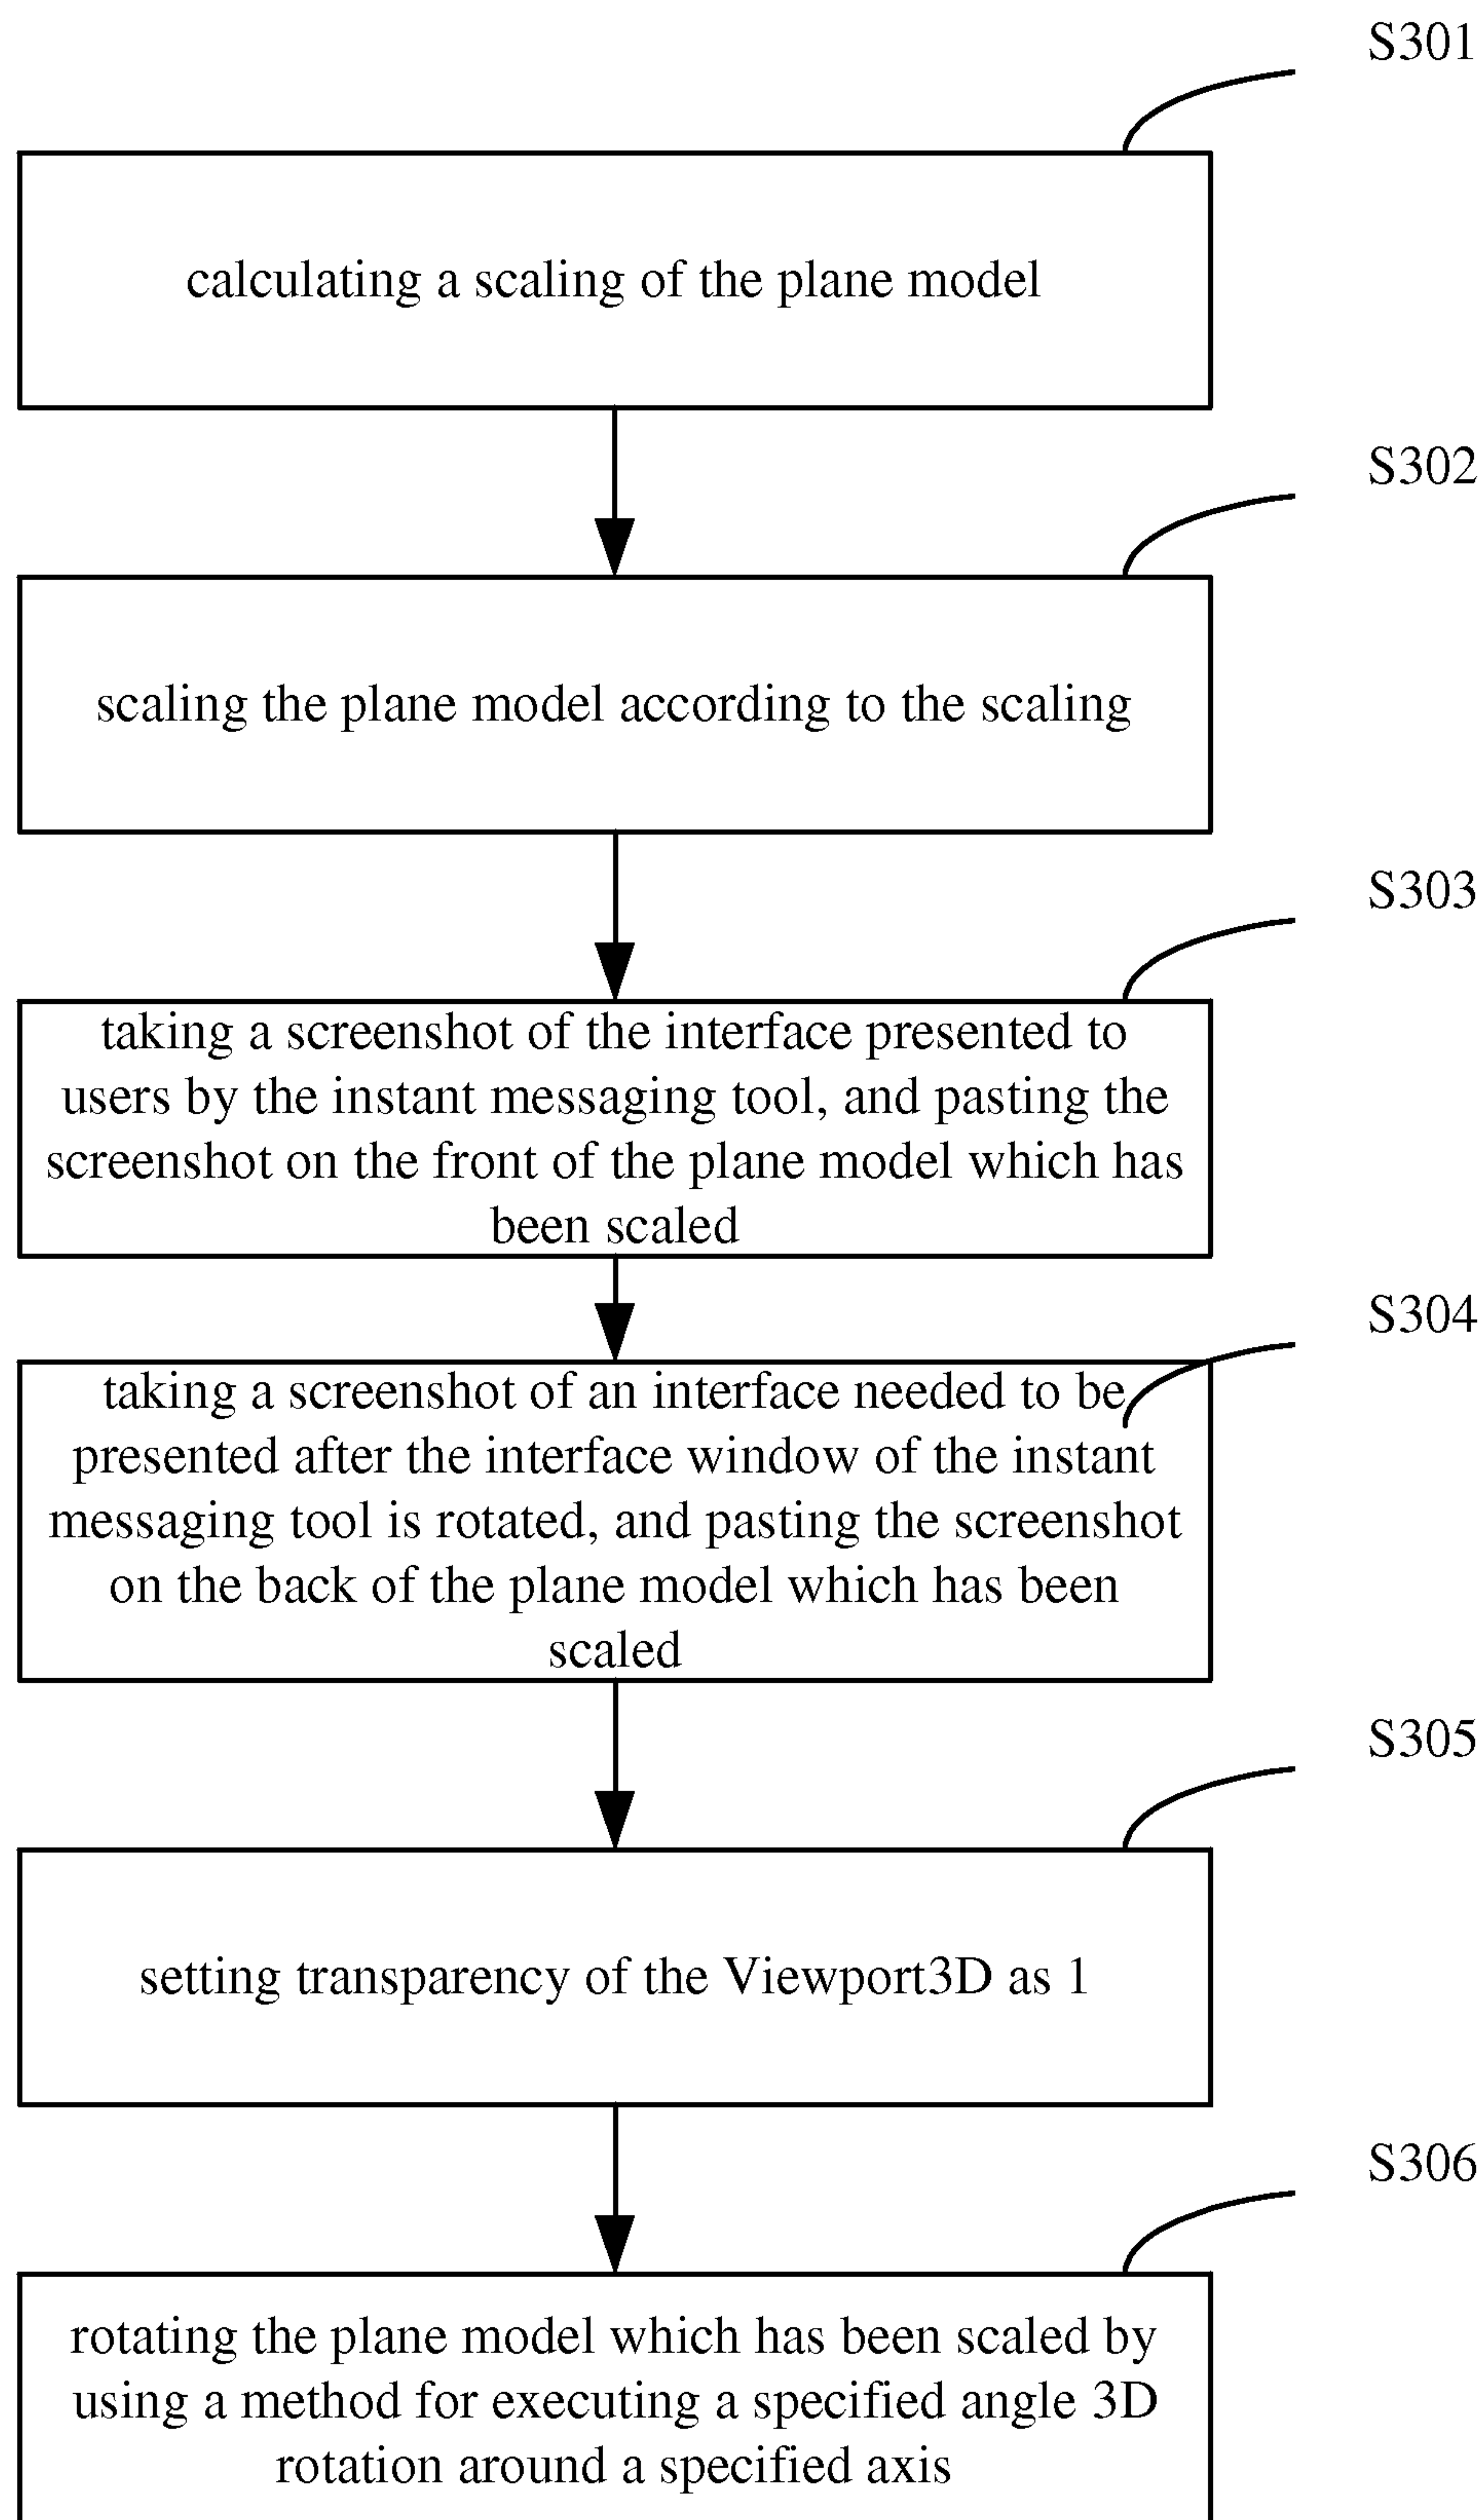 S301
calculating a scaling of the plane model
S302
scaling the plane model according to the scaling
S303
taking a screenshot of the interface presented to
users by the instant messaging tool, and pasting the
screenshot on the front of the plane model which has
been scaled
S304
taking a screenshot of an interface needed to be
presented after the interface window of the instant
messaging tool is rotated, and pasting the screenshot
on the back of the plane model which has been
scaled
S305
setting transparency of the Viewport3D as 1
S306
rotating the plane model which has been scaled by
using a method for executing a specified angle 3D
rotation around a specified axis